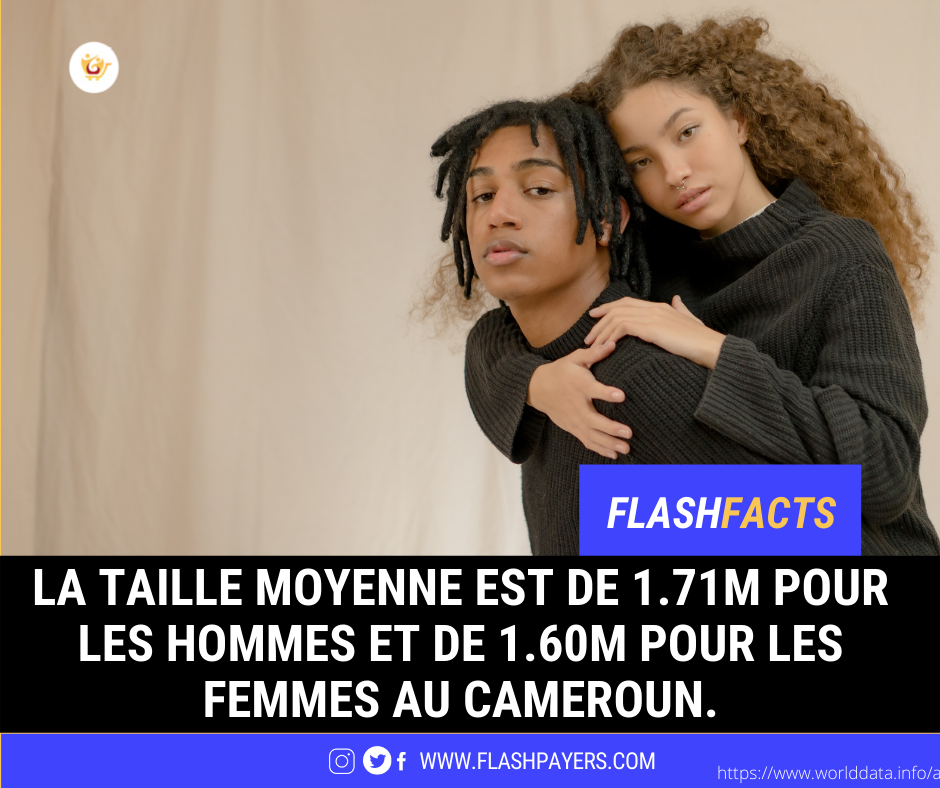 FLASHFACTS
LA TAILLE MOYENNE EST DE 1.71M POUR
LES HOMMES ET DE 1.60M POUR LES
FEMMES AU CAMEROUN.
WWW.FLASHPAYERS.COM
https://www.worlddata.info/a